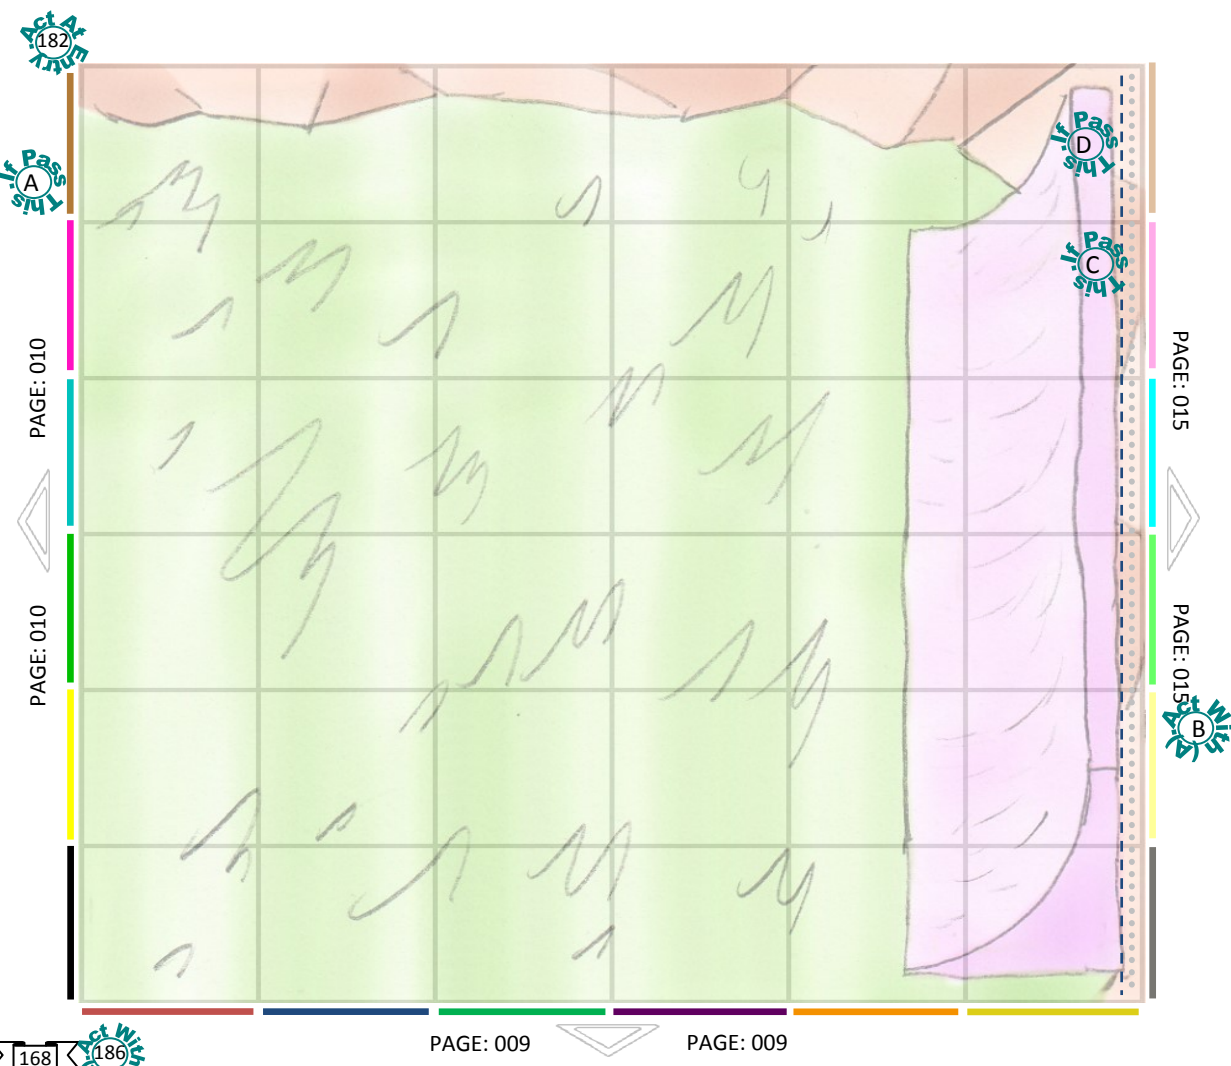 Act At Entry.
182
If Pass This.
A
If Pass This.
D
If Pass This.
C
PAGE: 010
PAGE: 015
PAGE: 010
PAGE: 015
Act With (A)
B
PAGE: 009 PAGE: 009
168
Act With
186